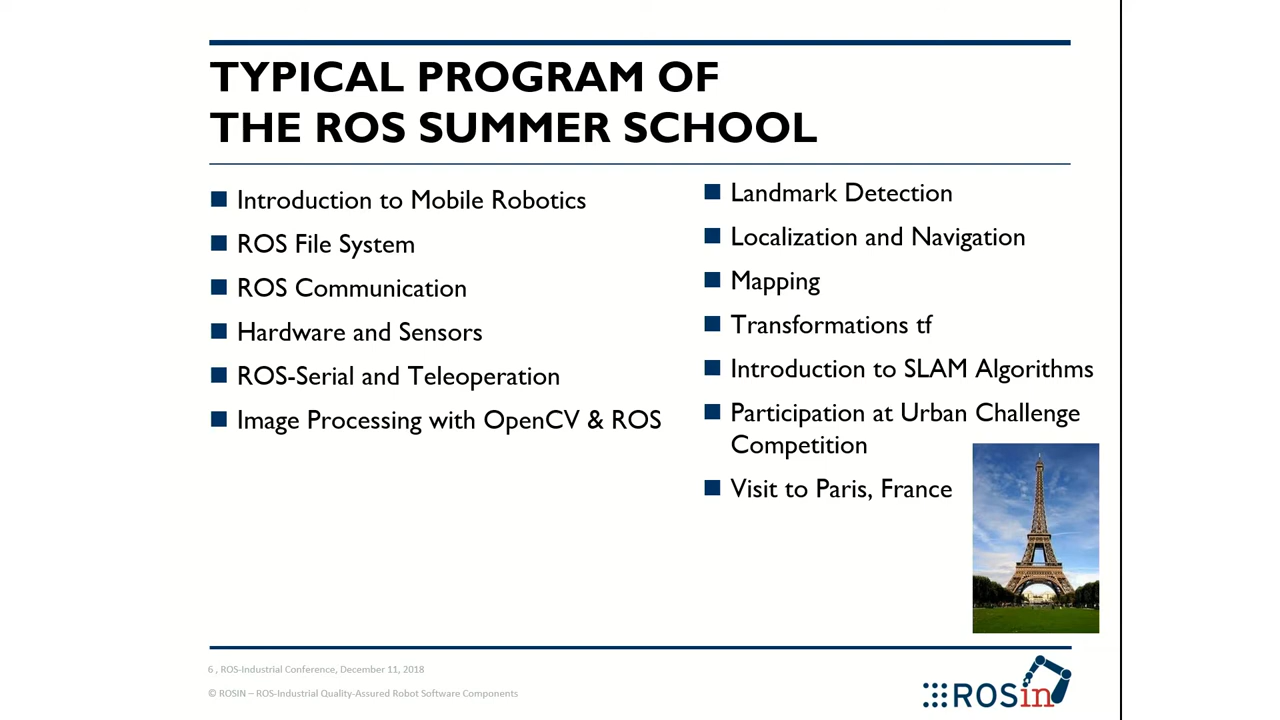 TYPICAL PROGRAM OF
THE ROS SUMMER SCHOOL
Introduction to Mobile Robotics
ROS File System
ROS Communication
Hardware and Sensors
ROS-Serial and Teleoperation
Image Processing with OpenCV & ROS
Landmark Detection
Localization and Navigation
Mapping
Transformations tf
Introduction to SLAM Algorithms
Participation at Urban Challenge
Competition
Visit to Paris, France
6 , ROS-Industrial Conference, December 11, 2018
© ROSIN – ROS-Industrial Quality-Assured Robot Software Components
ROSin